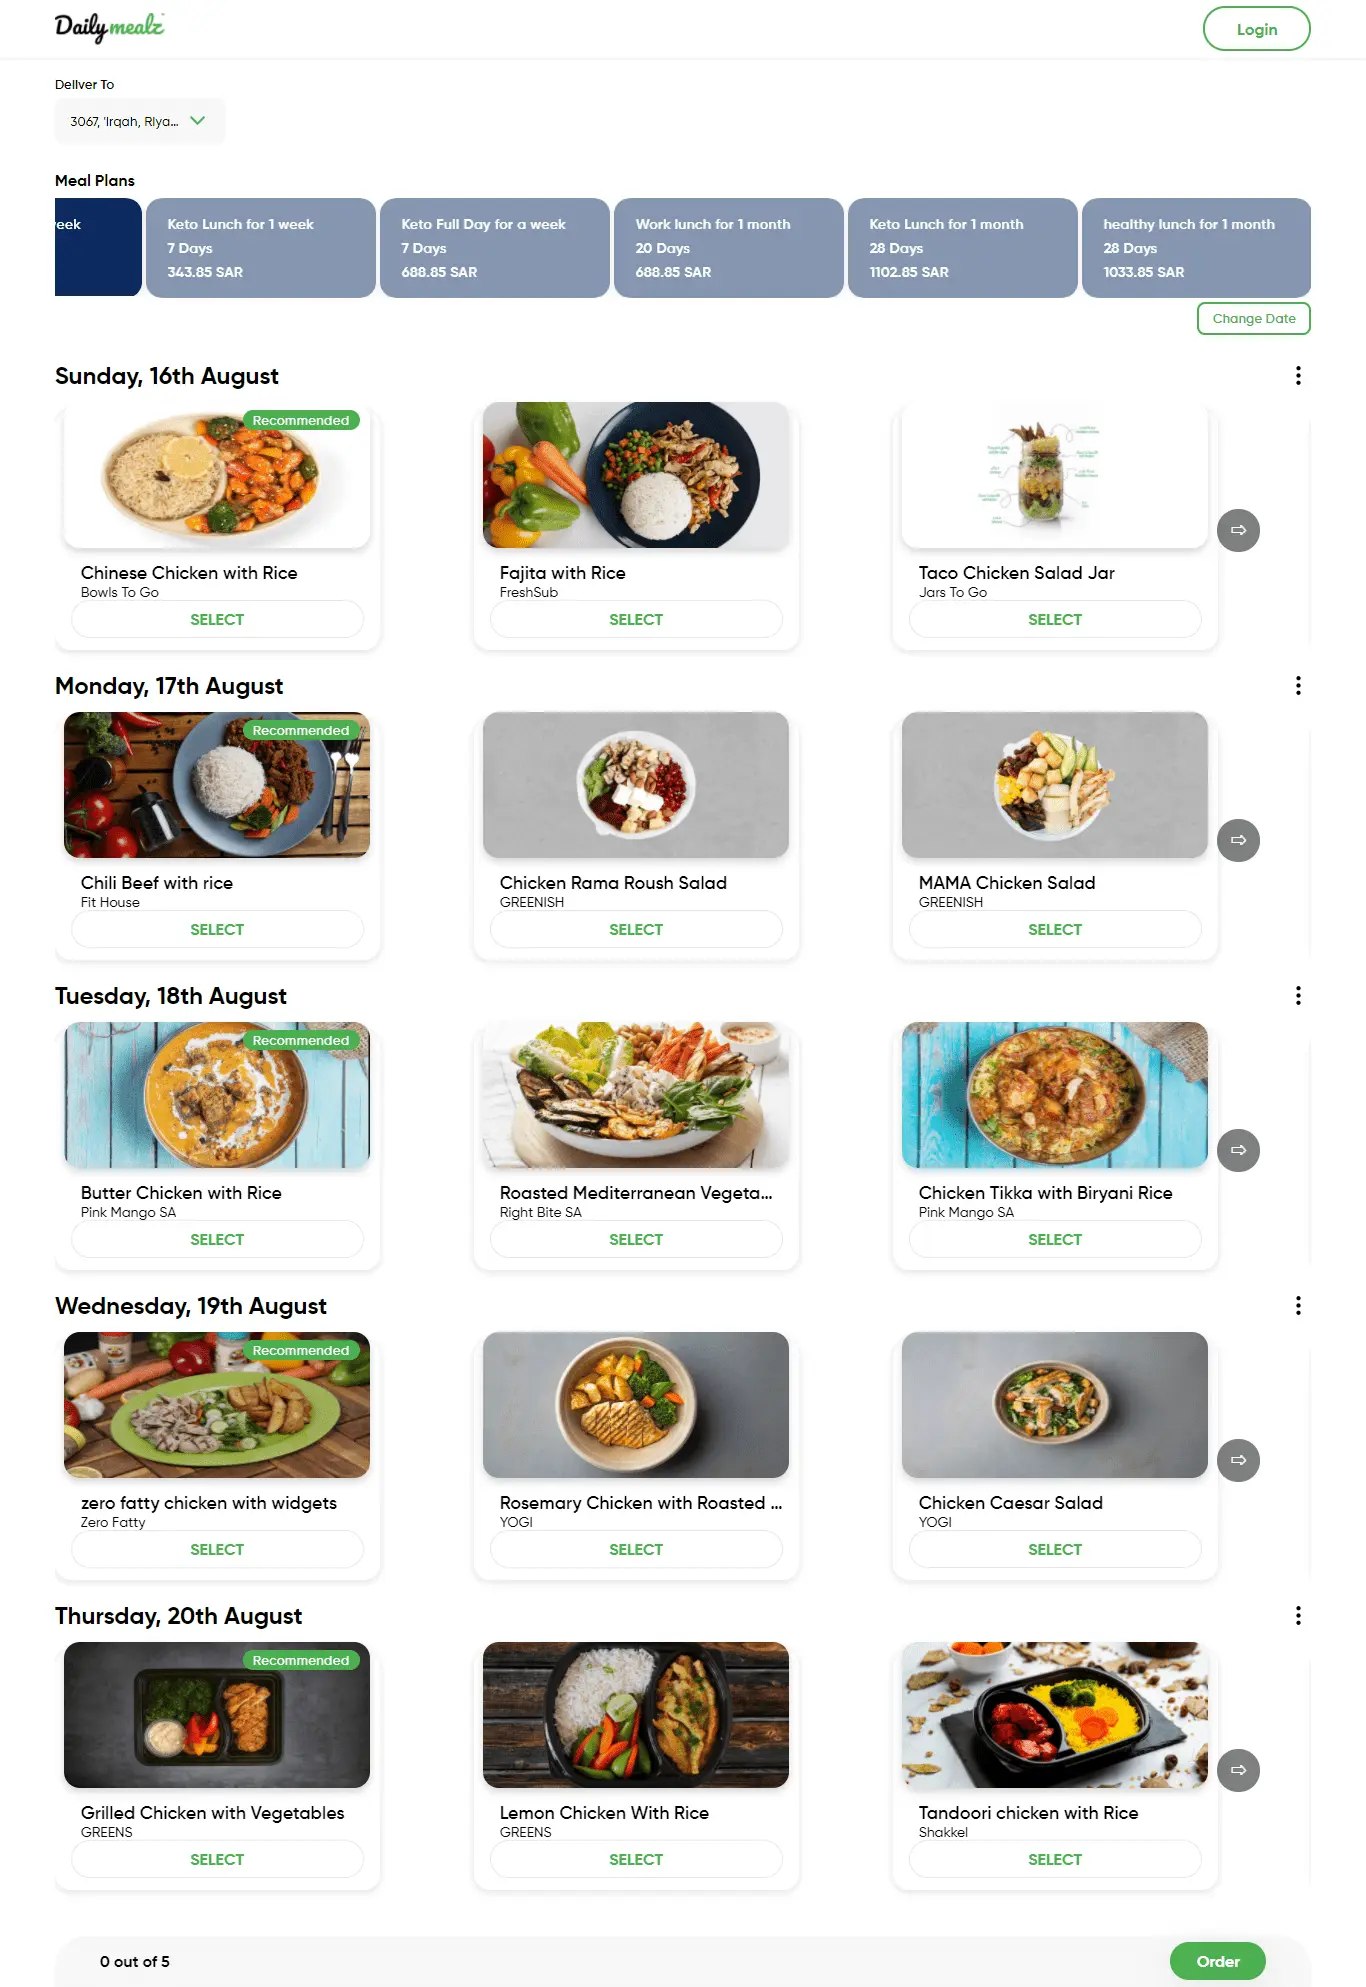 Dailymealz
Login
Deliver To
3067, 'Irqah, Riya...
Meal Plans
eek
Keto Lunch for 1 week
7 Days
343.85 SAR
Keto Full Day for a week
7 Days
688.85 SAR
Work lunch for 1 month
20 Days
688.85 SAR
Keto Lunch for 1 month
28 Days
1102.85 SAR
healthy lunch for 1 month
28 Days
1033.85 SAR
Change Date
Sunday, 16th August
Recommended
Chinese Chicken with Rice
Bowls To Go
SELECT
Fajita with Rice
FreshSub
SELECT
Taco Chicken Salad Jar
Jars To Go
SELECT
Monday, 17th August
Recommended
Chili Beef with rice
Fit House
SELECT
Chicken Rama Roush Salad
GREENISH
SELECT
MAMA Chicken Salad
GREENISH
SELECT
Tuesday, 18th August
Recommended
Butter Chicken with Rice
Pink Mango SA
SELECT
Roasted Mediterranean Vegeta...
Right Bite SA
SELECT
Chicken Tikka with Biryani Rice
Pink Mango SA
SELECT
Wednesday, 19th August
Recommended
zero fatty chicken with widgets
Zero Fatty
SELECT
Rosemary Chicken with Roasted ...
YOGI
SELECT
Chicken Caesar Salad
YOGI
SELECT
Thursday, 20th August
Recommended
Grilled Chicken with Vegetables
GREENS
SELECT
Lemon Chicken With Rice
GREENS
SELECT
Tandoori chicken with Rice
Shakkel
SELECT
0 out of 5
Order